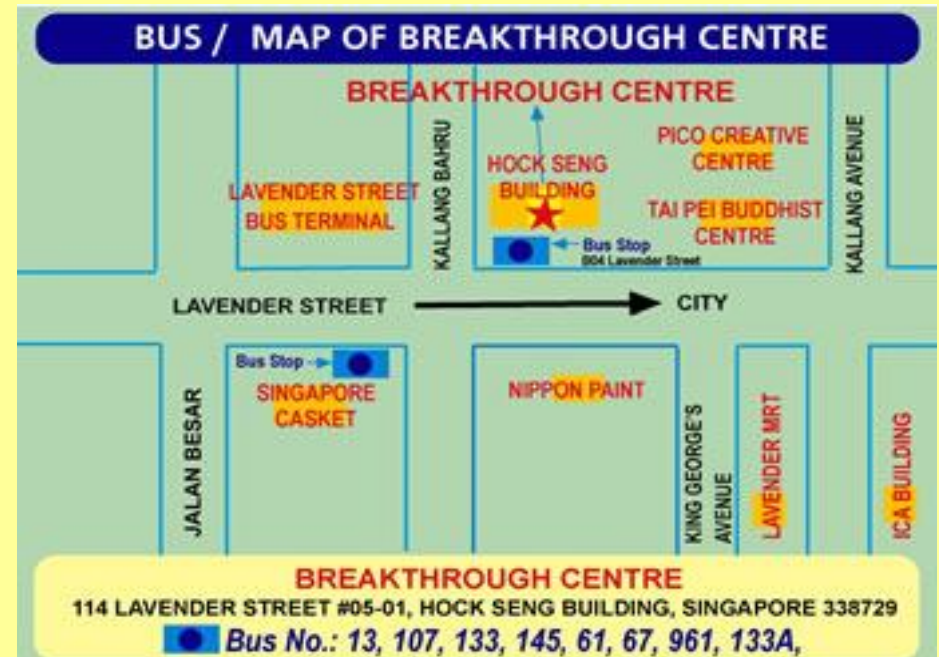 BUS / MAP OF BREAKTHROUGH CENTRE
BREAKTHROUGH CENTRE
PICO CREATIVE
CENTRE
HOCK SENG
BUILDING
LAVENDER STREET
BUS TERMINAL
KALLANG BAHRU
TAI PEI BUDDHIST
CENTRE
KALLANG AVENUE
Bus Stop
LAVENDER STREET
CITY
Bus Stop
SINGAPORE
CASKET
NIPPON PAINT
JALAN BESAR
KING GEORGE'S
AVENUE
LAVENDER MRT
ICA BUILDING
BREAKTHROUGH CENTRE
114 LAVENDER STREET #05-01, HOCK SENG BUILDING, SINGAPORE 338729
Bus No.: 13, 107, 133, 145, 61, 67, 961, 133A,